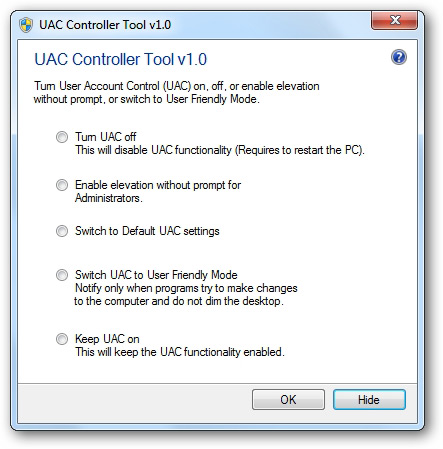 UAC Controller Tool v1.0
UAC Controller Tool v1.0
Turn User Account Control (UAC) on, off, or enable elevation
without prompt, or switch to User Friendly Mode.
Turn UAC off
This will disable UAC functionality (Requires to restart the PC).
Enable elevation without prompt for
Administrators.
Switch to Default UAC settings
Switch UAC to User Friendly Mode
Notify only when programs try to make changes
to the computer and do not dim the desktop.
Keep UAC on
This will keep the UAC functionality enabled.
OK
Hide